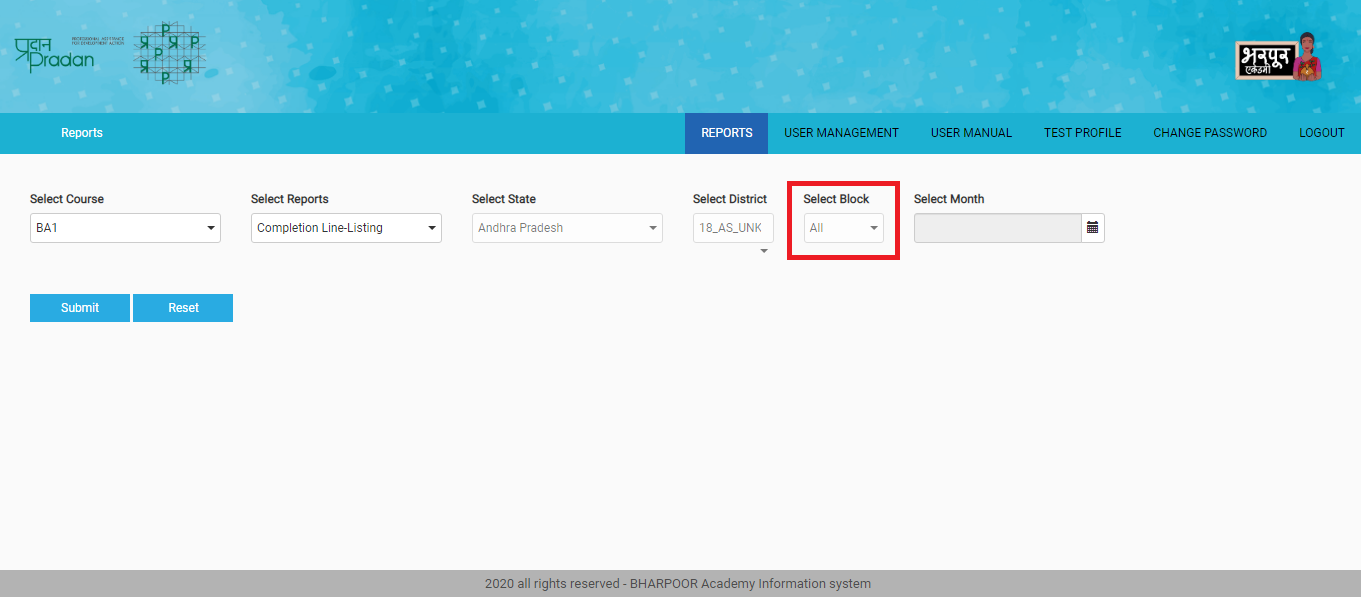 प्रदान
Pradan
PROFESSIONAL ASSISTANCE
FOR DEVELOPMENT ACTION
भरपूर
एकेडमी
Reports
REPORTS
USER MANAGEMENT
USER MANUAL
TEST PROFILE
CHANGE PASSWORD
LOGOUT
Select Course
Select Reports
Select State
Select District
Select Block
Select Month
BA1
Completion Line-Listing
Andhra Pradesh
18_AS_UNK
All
Submit
Reset
2020 all rights reserved - BHARPOOR Academy Information system